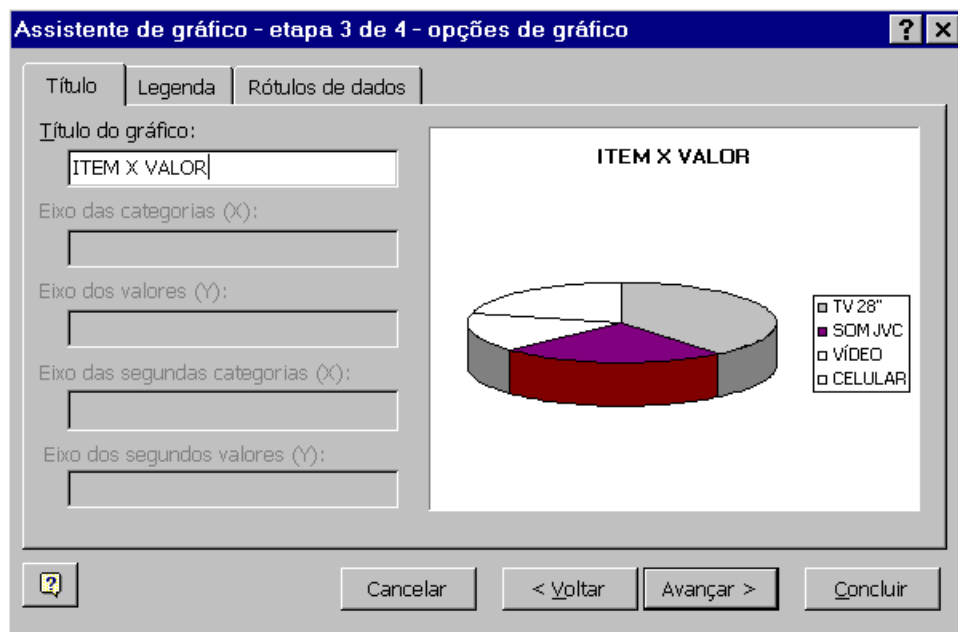 Assistente de gráfico - etapa 3 de 4 - opções de gráfico
Título
Legenda
Rótulos de dados
Título do gráfico:
ITEM X VALOR
Eixo das categorias (X):
Eixo dos valores (Y):
Eixo das segundas categorias (X):
Eixo dos segundos valores (Y):
ITEM X VALOR
TV 28"
SOM JVC
VÍDEO
CELULAR
Cancelar
< Voltar
Avançar >
Concluir